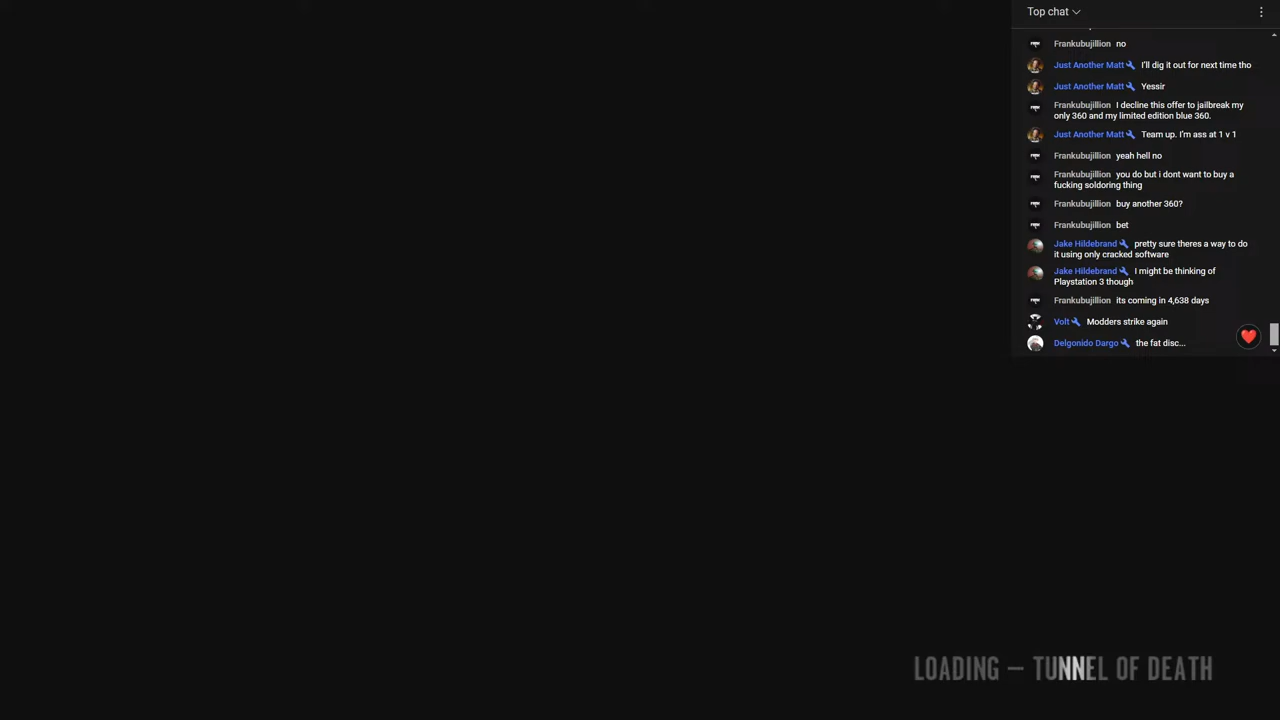 Top chat
Frankubujillion no
Just Another Matt I'll dig it out for next time tho
Just Another Matt Yessir
Frankubujillion I decline this offer to jailbreak my
only 360 and my limited edition blue 360.
Just Another Matt Team up. I'm ass at 1 v 1
Frankubujillion yeah hell no
Frankubujillion you do but i dont want to buy a
fucking soldoring thing
Frankubujillion buy another 360?
Frankubujillion bet
Jake Hildebrand pretty sure theres a way to do
it using only cracked software
Jake Hildebrand I might be thinking of
Playstation 3 though
Frankubujillion its coming in 4,638 days
Volt Modders strike again
Delgonido Dargo the fat disc...
LOADING – TUNNEL OF DEATH